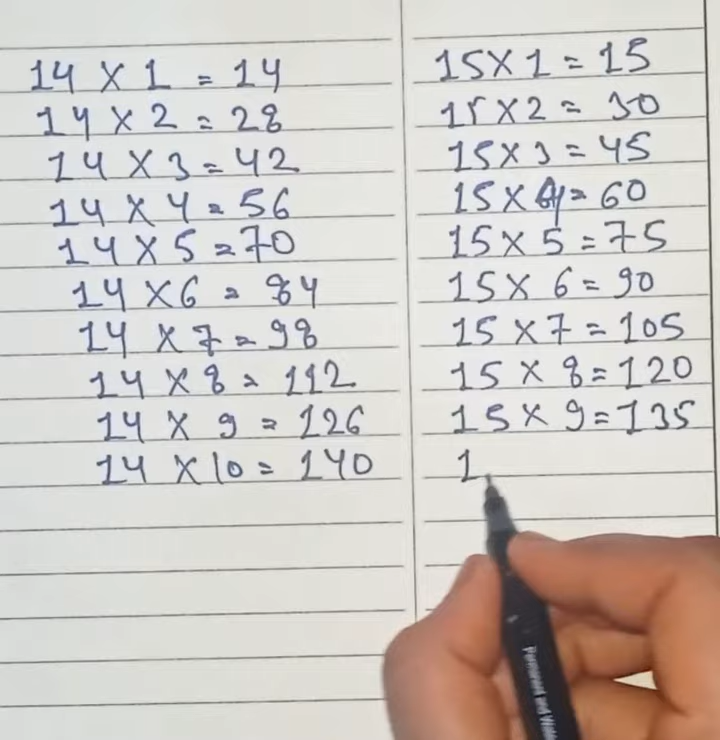 14 X 1 = 14
14 X 2 = 28
14 X 3 = 42
14 X 4 = 56
14 X 5 = 70
14 X 6 = 84
14 X 7 = 98
14 X 8 = 112
14 X 9 = 126
14 X 10 = 140
15 X 1 = 15
15 X 2 = 30
15 X 3 = 45
15 X 4 = 60
15 X 5 = 75
15 X 6 = 90
15 X 7 = 105
15 X 8 = 120
15 X 9 = 135
1
Permanent and